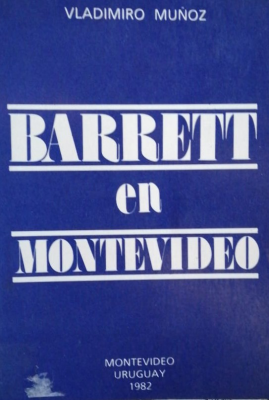 VLADIMIRO MUÑOZ
BARRETT
en
MONTEVIDEO
MONTEVIDEO
URUGUAY
1982